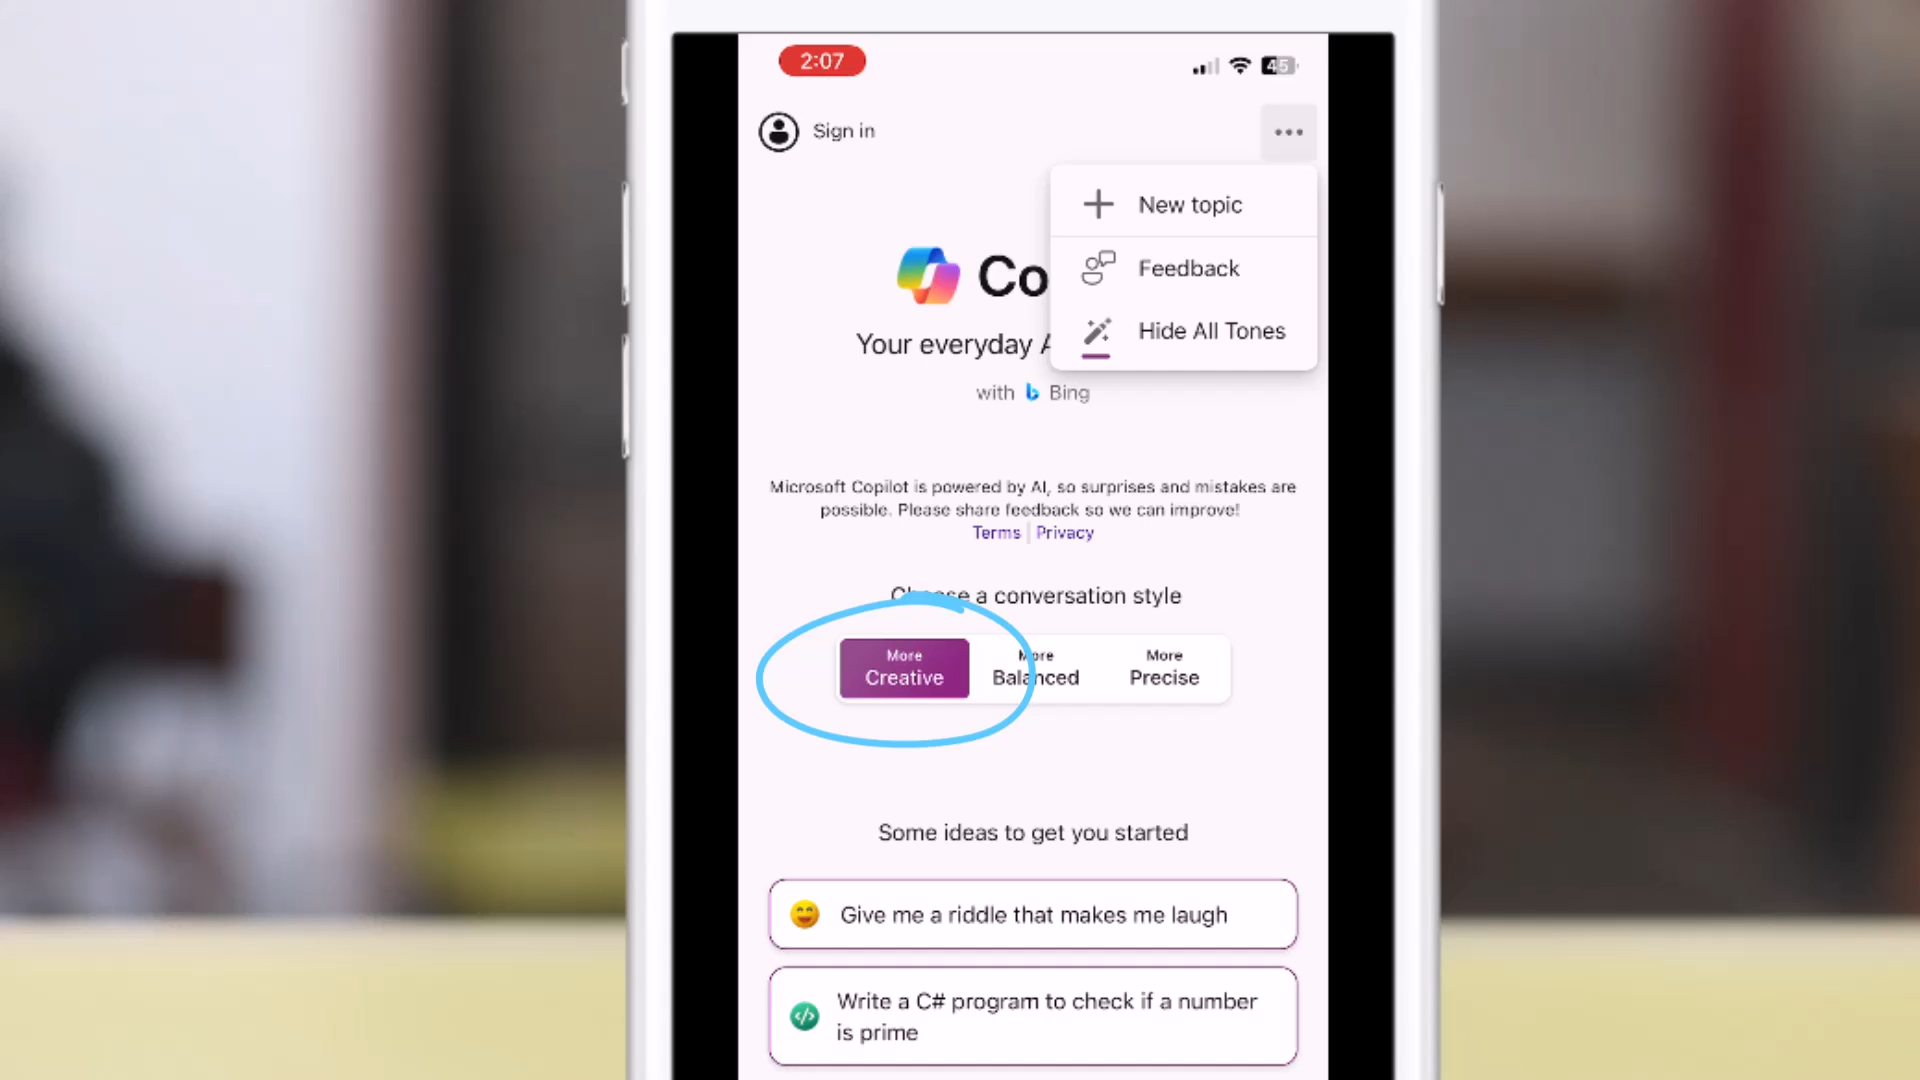 2:07
45
Sign in
New topic
Feedback
Hide All Tones
Co
Your everyday A
with Bing
Microsoft Copilot is powered by AI, so surprises and mistakes are
possible. Please share feedback so we can improve!
Terms | Privacy
Choose a conversation style
More
Creative
More
Balanced
More
Precise
Some ideas to get you started
Give me a riddle that makes me laugh
Write a C# program to check if a number
is prime